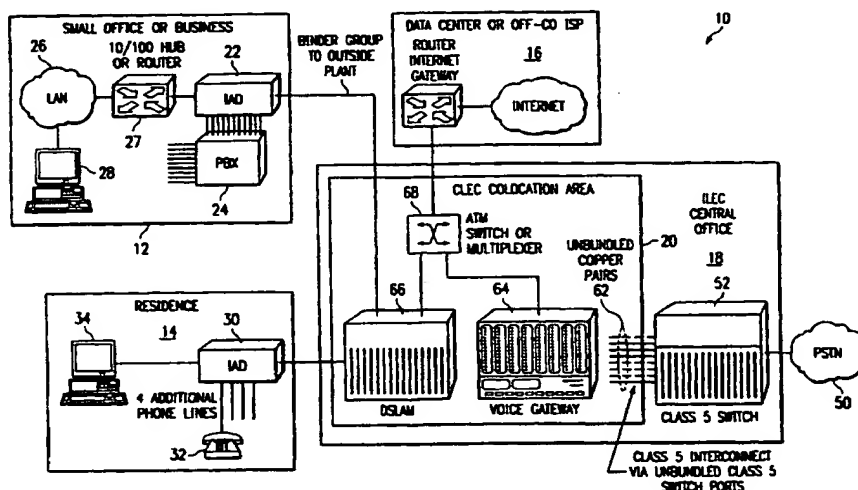 SMALL OFFICE OR BUSINESS
26
10/100 HUB
OR ROUTER
22
LAN
IAD
27
PBX
28
24
12
BINDER GROUP
TO OUTSIDE
PLANT
DATA CENTER OR OFF-CO ISP
ROUTER
INTERNET
GATEWAY
16
INTERNET
10
CLEC COLOCATION AREA
68
ATM
SWITCH OR
MULTIPLEXER
UNBUNDLED
COPPER
PAIRS
62
20
ILEC
CENTRAL
OFFICE
18
52
66
64
DSLAM
VOICE GATEWAY
CLASS 5 SWITCH
PSTN
50
CLASS 5 INTERCONNECT
VIA UNBUNDLED CLASS 5
SWITCH PORTS
RESIDENCE
34
14
30
IAD
4 ADDITIONAL
PHONE LINES
32